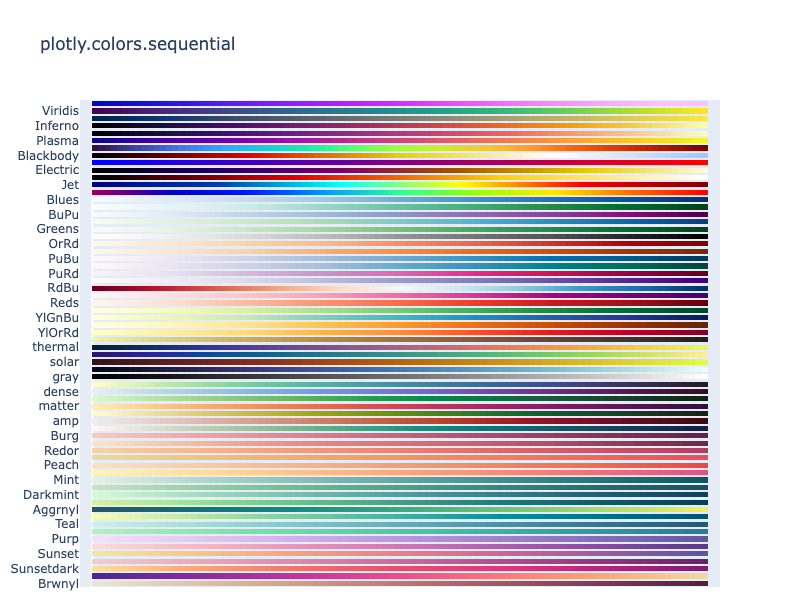 plotly.colors.sequential
Viridis
Inferno
Plasma
Blackbody
Electric
Jet
Blues
BuPu
Greens
OrRd
PuBu
PuRd
RdBu
Reds
YlGnBu
YlOrRd
thermal
solar
gray
dense
matter
amp
Burg
Redor
Peach
Mint
Darkmint
Aggrnyl
Teal
Purp
Sunset
Sunsetdark
Brwnyl